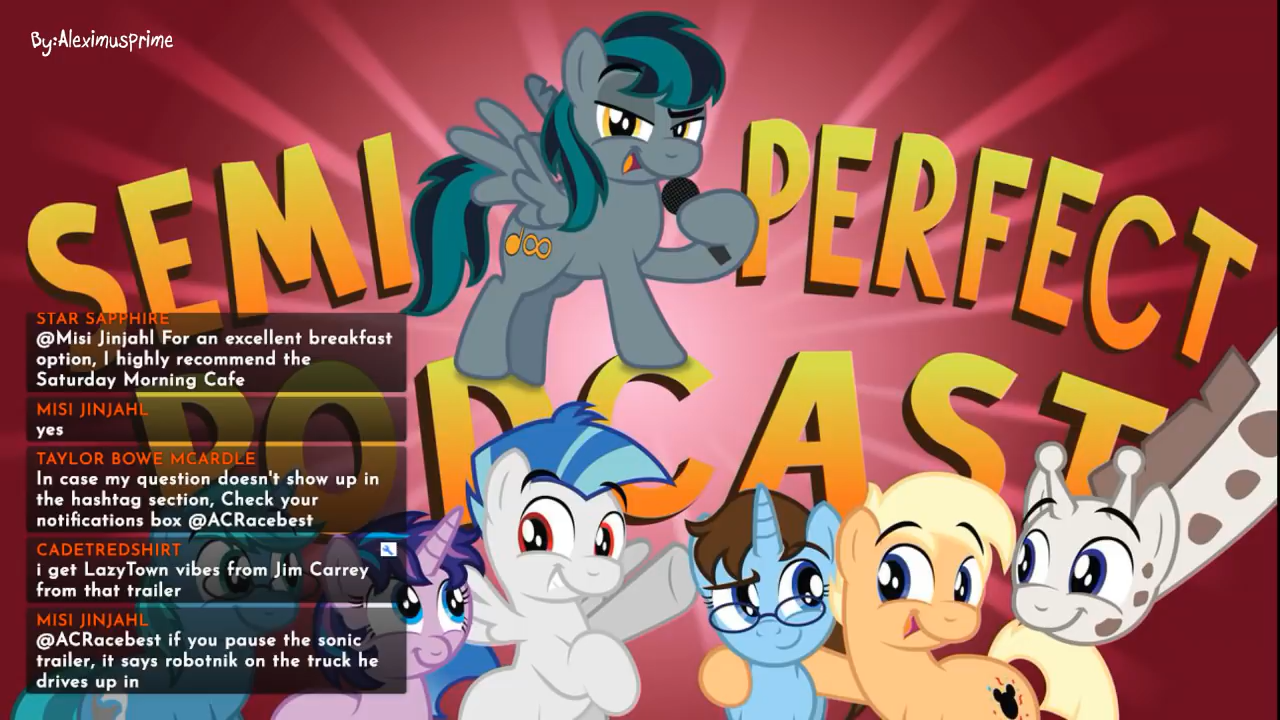 By:Aleximusprime
SEMI PERFECT
PODCAST
STAR SAPPHIRE
@Misi Jinjahl For an excellent breakfast
option, I highly recommend the
Saturday Morning Cafe
MISI JINJAHL
yes
TAYLOR BOWE MCARDLE
In case my question doesn't show up in
the hashtag section, Check your
notifications box @ACRacebest
CADETREDSHIRT
i get LazyTown vibes from Jim Carrey
from that trailer
MISI JINJAHL
@ACRacebest if you pause the sonic
trailer, it says robotnik on the truck he
drives up in